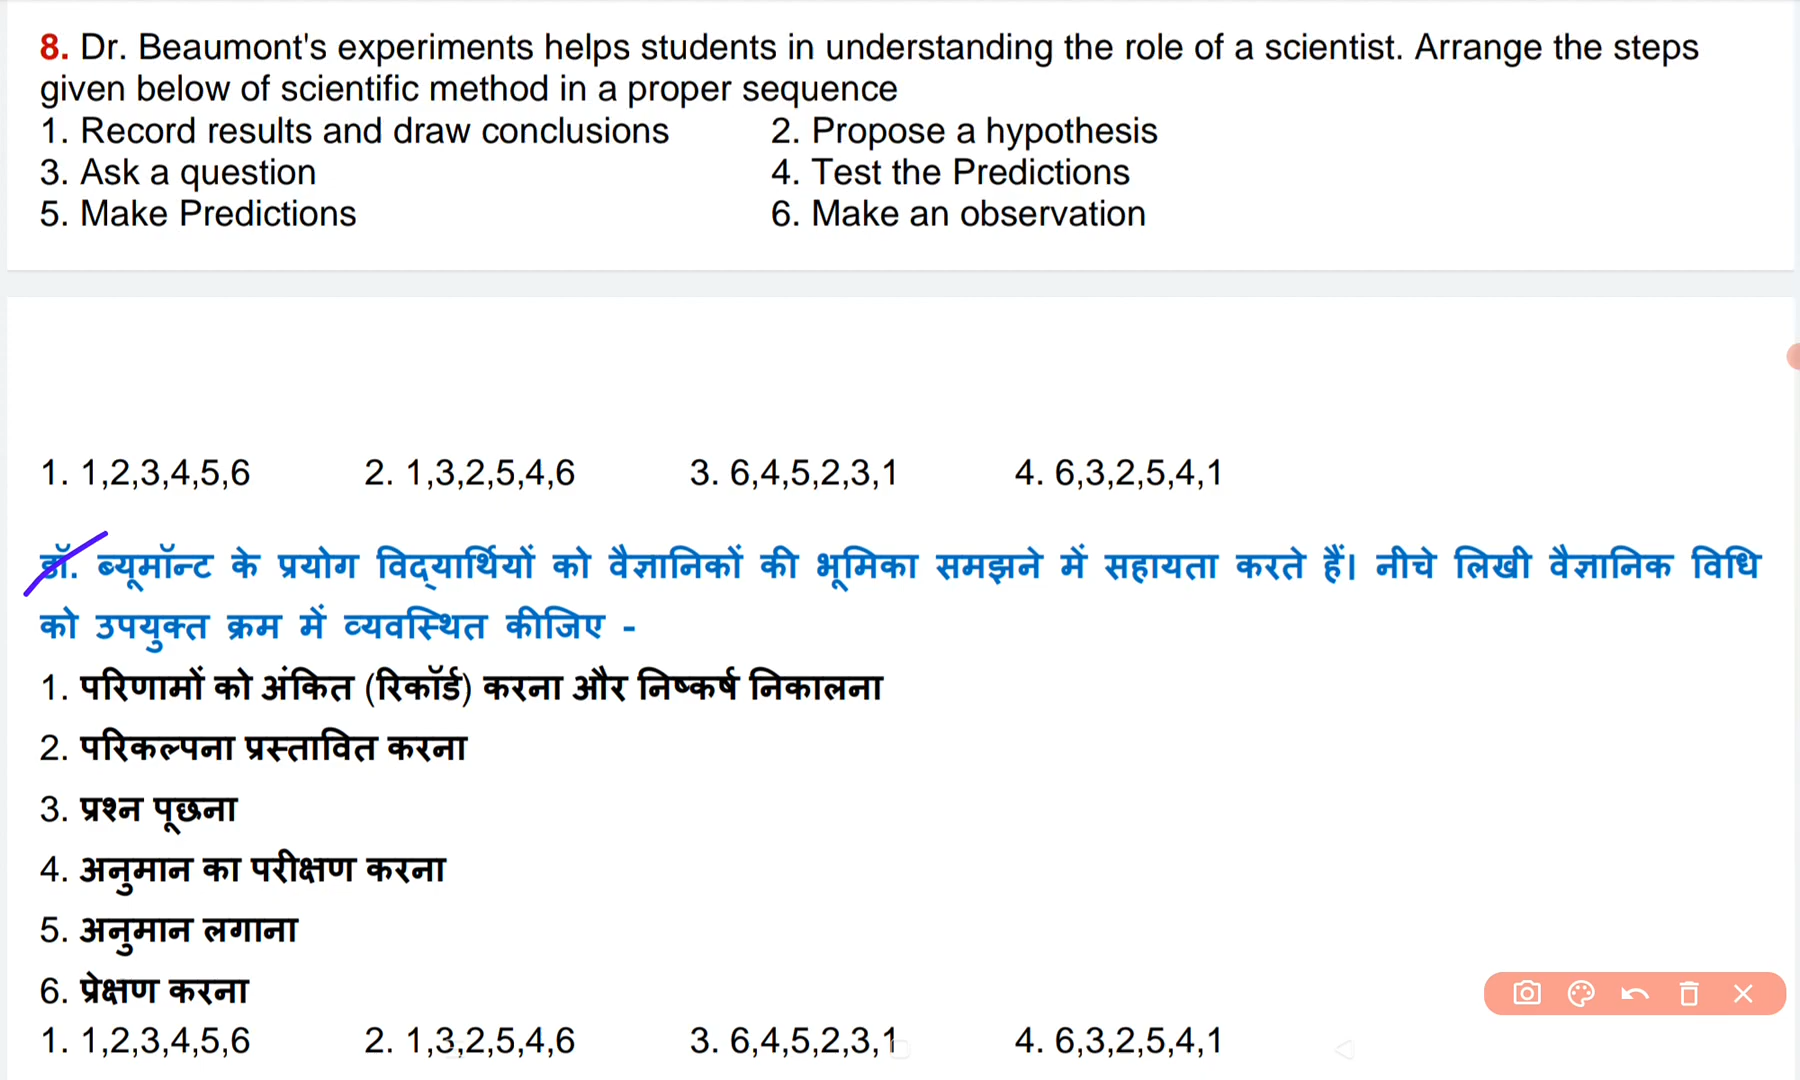 8. Dr. Beaumont's experiments helps students in understanding the role of a scientist. Arrange the steps
given below of scientific method in a proper sequence
1. Record results and draw conclusions 2. Propose a hypothesis
3. Ask a question 4. Test the Predictions
5. Make Predictions 6. Make an observation
1. 1,2,3,4,5,6 2. 1,3,2,5,4,6 3. 6,4,5,2,3,1 4. 6,3,2,5,4,1
डॉ. ब्यूमॉन्ट के प्रयोग विद्यार्थियों को वैज्ञानिकों की भूमिका समझने में सहायता करते हैं। नीचे लिखी वैज्ञानिक विधि
को उपयुक्त क्रम में व्यवस्थित कीजिए -
1. परिणामों को अंकित (रिकॉर्ड) करना और निष्कर्ष निकालना
2. परिकल्पना प्रस्तावित करना
3. प्रश्न पूछना
4. अनुमान का परीक्षण करना
5. अनुमान लगाना
6. प्रेक्षण करना
1. 1,2,3,4,5,6 2. 1,3,2,5,4,6 3. 6,4,5,2,3,1 4. 6,3,2,5,4,1